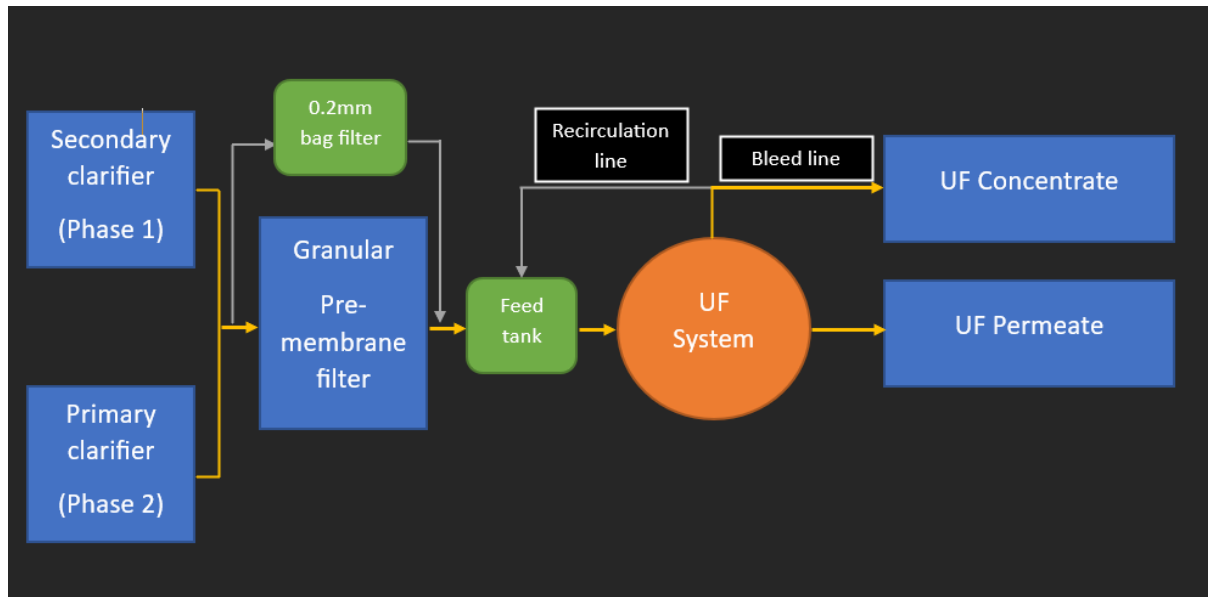 Secondary
clarifier
(Phase 1)
0.2mm
bag filter
Granular
Pre-
membrane
filter
Primary
clarifier
(Phase 2)
Feed
tank
Recirculation
line
Bleed line
UF
System
UF Concentrate
UF Permeate